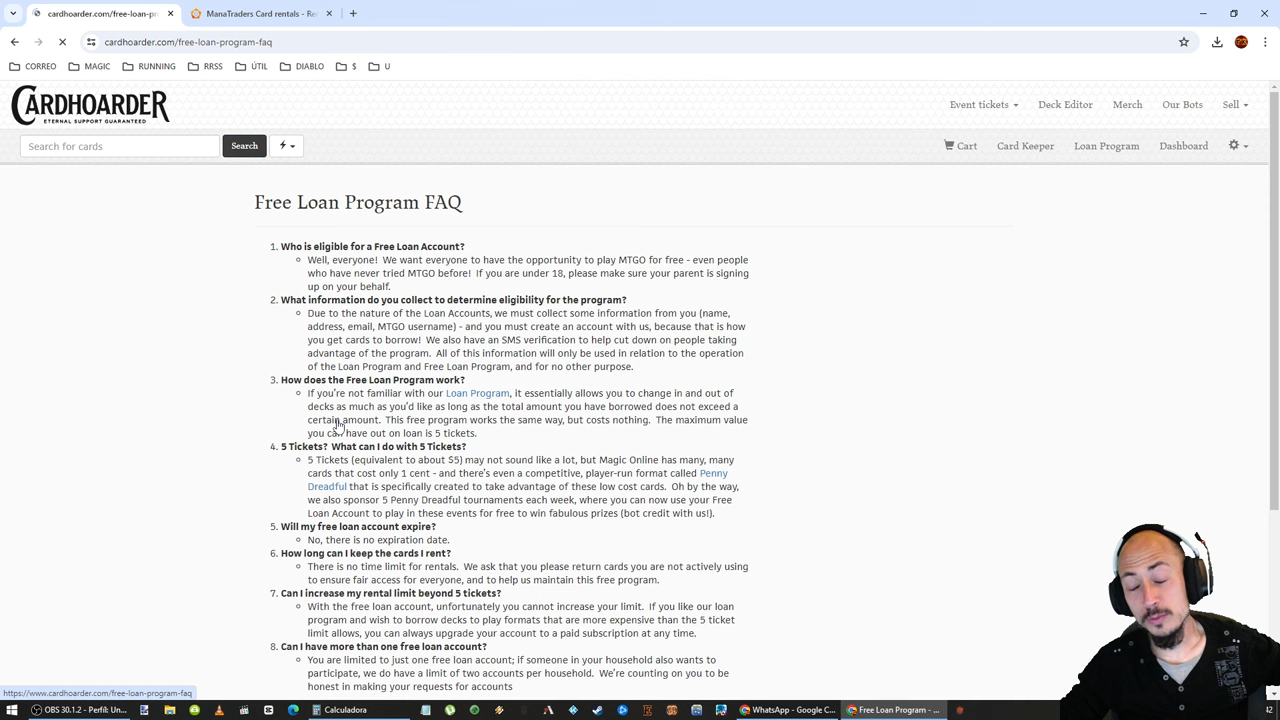 cardhoarder.com/free-loan-pr
ManaTraders Card rentals - Re
cardhoarder.com/free-loan-program-faq
CORREO
MAGIC
RUNNING
RRSS
ÚTIL
DIABLO
$
U
CARDHOARDER
ETERNAL SUPPORT GUARANTEED
Event tickets
Deck Editor
Merch
Our Bots
Sell
Search for cards
Search
Cart
Card Keeper
Loan Program
Dashboard
Free Loan Program FAQ
1. Who is eligible for a Free Loan Account?
Well, everyone! We want everyone to have the opportunity to play MTGO for free - even people
who have never tried MTGO before! If you are under 18, please make sure your parent is signing
up on your behalf.
2. What information do you collect to determine eligibility for the program?
Due to the nature of the Loan Accounts, we must collect some information from you (name,
address, email, MTGO username) - and you must create an account with us, because that is how
you get cards to borrow! We also have an SMS verification to help cut down on people taking
advantage of the program. All of this information will only be used in relation to the operation
of the Loan Program and Free Loan Program, and for no other purpose.
3. How does the Free Loan Program work?
If you're not familiar with our Loan Program, it essentially allows you to change in and out of
decks as much as you'd like as long as the total amount you have borrowed does not exceed a
certain amount. This free program works the same way, but costs nothing. The maximum value
you can have out on loan is 5 tickets.
4. 5 Tickets? What can I do with 5 Tickets?
5 Tickets (equivalent to about $5) may not sound like a lot, but Magic Online has many, many
cards that cost only 1 cent - and there's even a competitive, player-run format called Penny
Dreadful that is specifically created to take advantage of these low cost cards. Oh by the way,
we also sponsor 5 Penny Dreadful tournaments each week, where you can now use your Free
Loan Account to play in these events for free to win fabulous prizes (bot credit with us!).
5. Will my free loan account expire?
No, there is no expiration date.
6. How long can I keep the cards I rent?
There is no time limit for rentals. We ask that you please return cards you are not actively using
to ensure fair access for everyone, and to help us maintain this free program.
7. Can I increase my rental limit beyond 5 tickets?
With the free loan account, unfortunately you cannot increase your limit. If you like our loan
program and wish to borrow decks to play formats that are more expensive than the 5 ticket
limit allows, you can always upgrade your account to a paid subscription at any time.
8. Can I have more than one free loan account?
You are limited to just one free loan account; if someone in your household also wants to
participate, we do have a limit of two accounts per household. We're counting on you to be
honest in making your requests for accounts
https://www.cardhoarder.com/free-loan-program-faq
OBS 30.1.2 - Perfil: Un...
Calculadora
WhatsApp - Google C...
Free Loan Program - ...
42